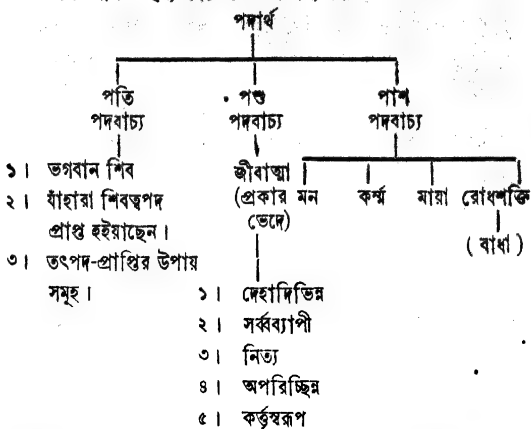 পদার্থ
পতি পশু পাশ
পদবাচ্য পদবাচ্য পদবাচ্য
১। ভগবান শিব
২। যাঁহারা শিবত্বপদ
প্রাপ্ত হইয়াছেন।
৩। তৎপদ-প্রাপ্তির উপায়
সমূহ।
জীবাত্মা
(প্রকার
ভেদে)
১। দেহাদিভিন্ন
২। সর্ব্বব্যাপী
৩। নিত্য
৪। অপরিচ্ছিন্ন
৫। কর্ত্তৃস্বরূপ
মন কর্ম্ম মায়া রোধশক্তি
(বাধা)